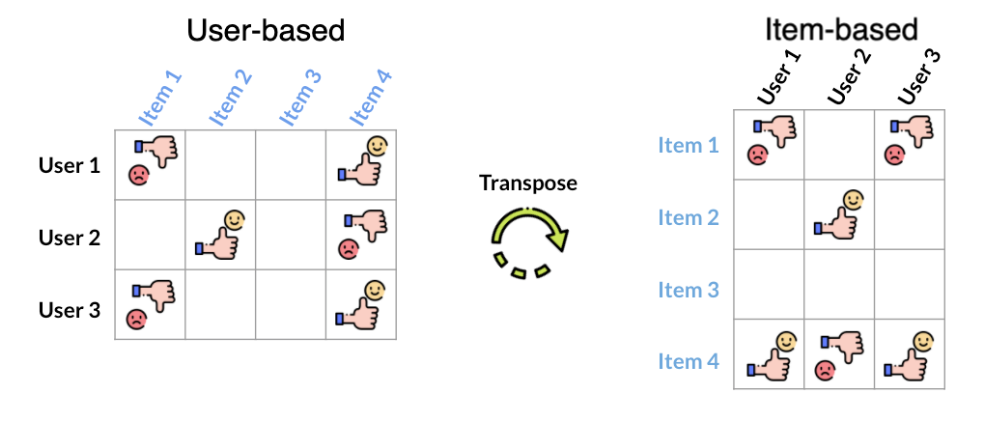 User-based
Item 1
Item 2
Item 3
Item 4
User 1
User 2
User 3
Transpose
Item-based
User 1
User 2
User 3
Item 1
Item 2
Item 3
Item 4